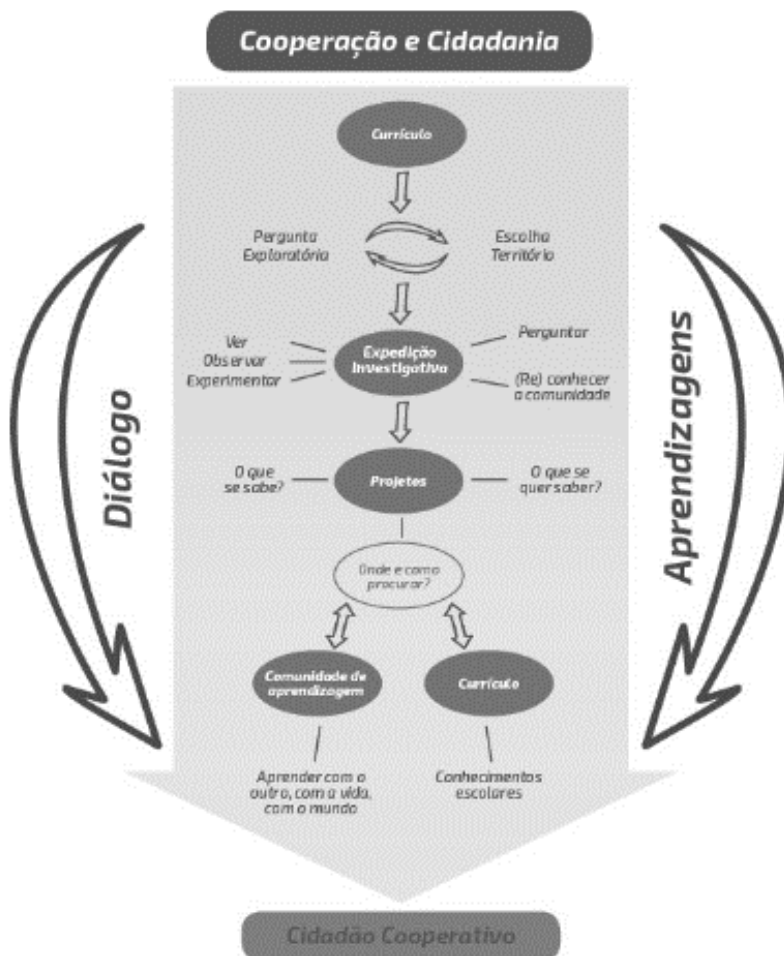 Cooperação e Cidadania
Currículo
Pergunta
Exploratória
Escolha
Território
Ver
Observar
Experimentar
Expedição
Investigativa
Perguntar
(Re) conhecer
a comunidade
Diálogo
Aprendizagens
O que
se sabe?
Projetos
O que se
quer saber?
Onde e como
procurar?
Comunidade de
aprendizagem
Currículo
Aprender com o
outro, com a vida,
com o mundo
Conhecimentos
escolares
Cidadão Cooperativo